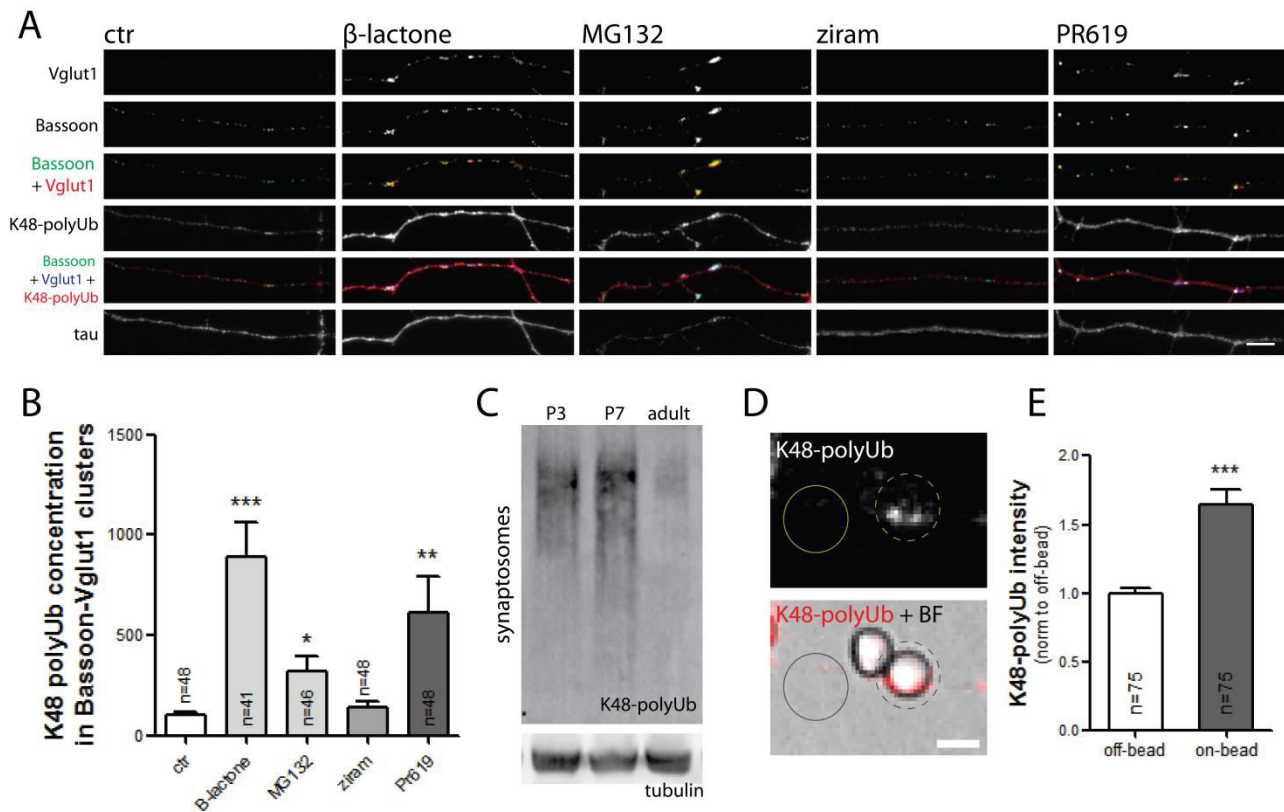 A
ctr
β-lactone
MG132
ziram
PR619
Vglut1
Bassoon
Bassoon
+ Vglut1
K48-polyUb
Bassoon
+ Vglut1 +
K48-polyUb
tau
B
K48 polyUb concentration
in Bassoon-Vglut1 clusters
1500
1000
500
0
n=48
***
n=41
*
n=46
n=48
**
n=48
ctr
B-lactone
MG132
ziram
Pr619
C
P3
P7
adult
synaptosomes
K48-polyUb
tubulin
D
K48-polyUb
K48-polyUb + BF
E
K48-polyUb intensity
(norm to off-bead)
2.0
1.5
1.0
0.5
0.0
***
n=75
n=75
off-bead
on-bead